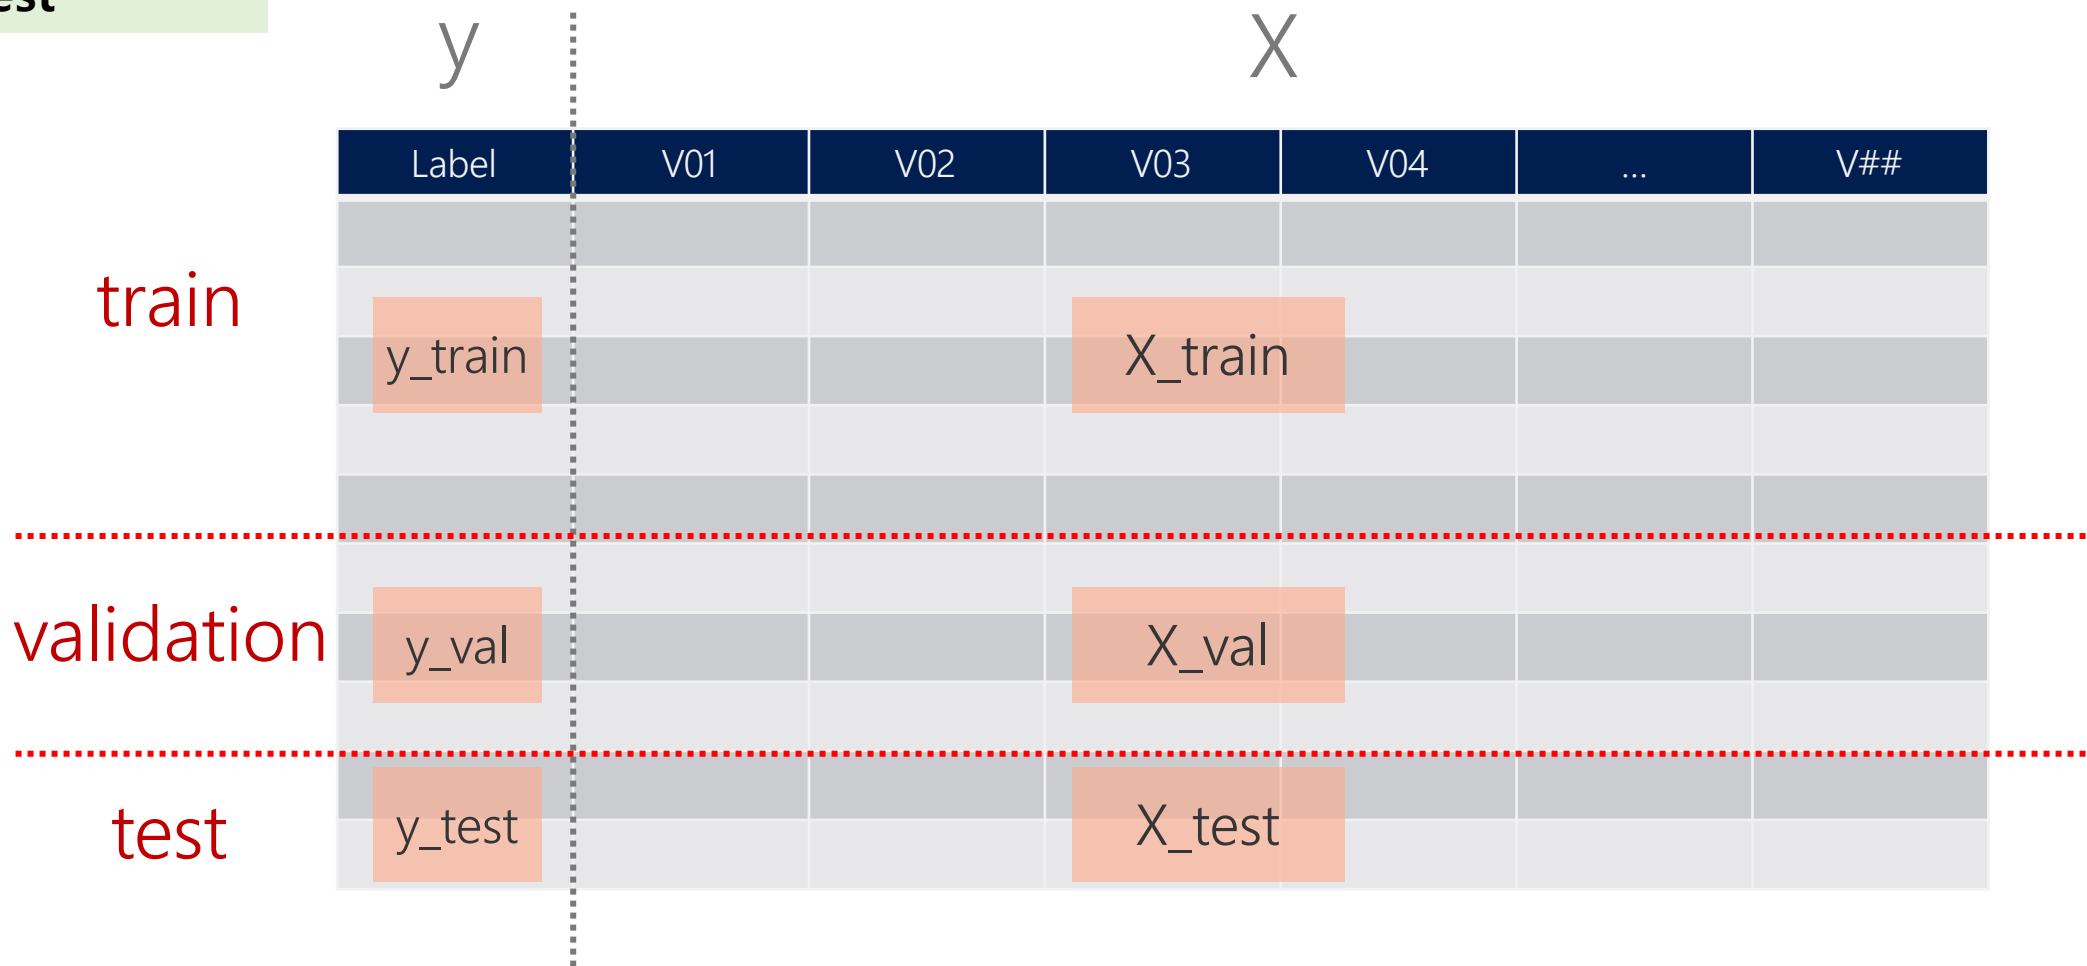 y X
Label V01 V02 V03 V04 ... V##
train
y_train X_train
validation
y_val X_val
test
y_test X_test